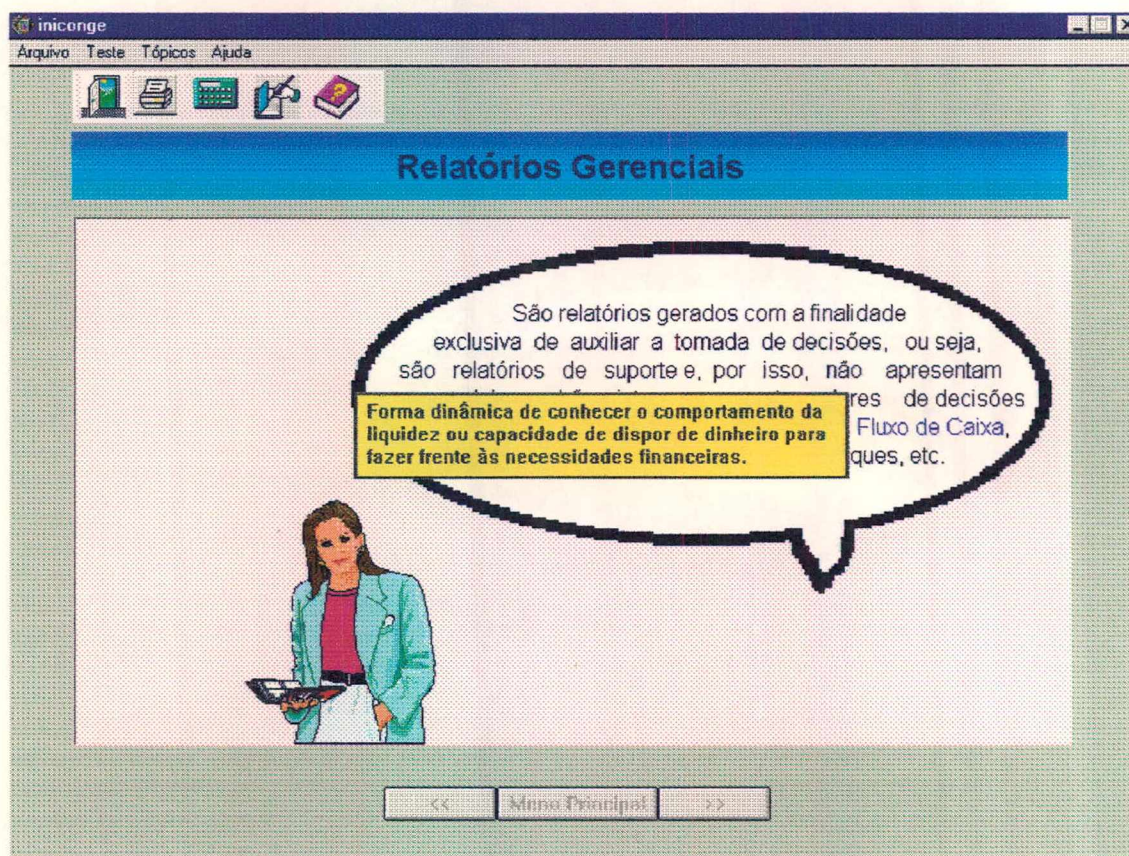 iniconge
Arquivo Teste Tópicos Ajuda
Relatórios Gerenciais
São relatórios gerados com a finalidade
exclusiva de auxiliar a tomada de decisões, ou seja,
são relatórios de suporte e, por isso, não apresentam
de decisões
Forma dinâmica de conhecer o comportamento da
liquidez ou capacidade de dispor de dinheiro para
fazer frente às necessidades financeiras.
Fluxo de Caixa,
etc.
<< Menu Principal >>